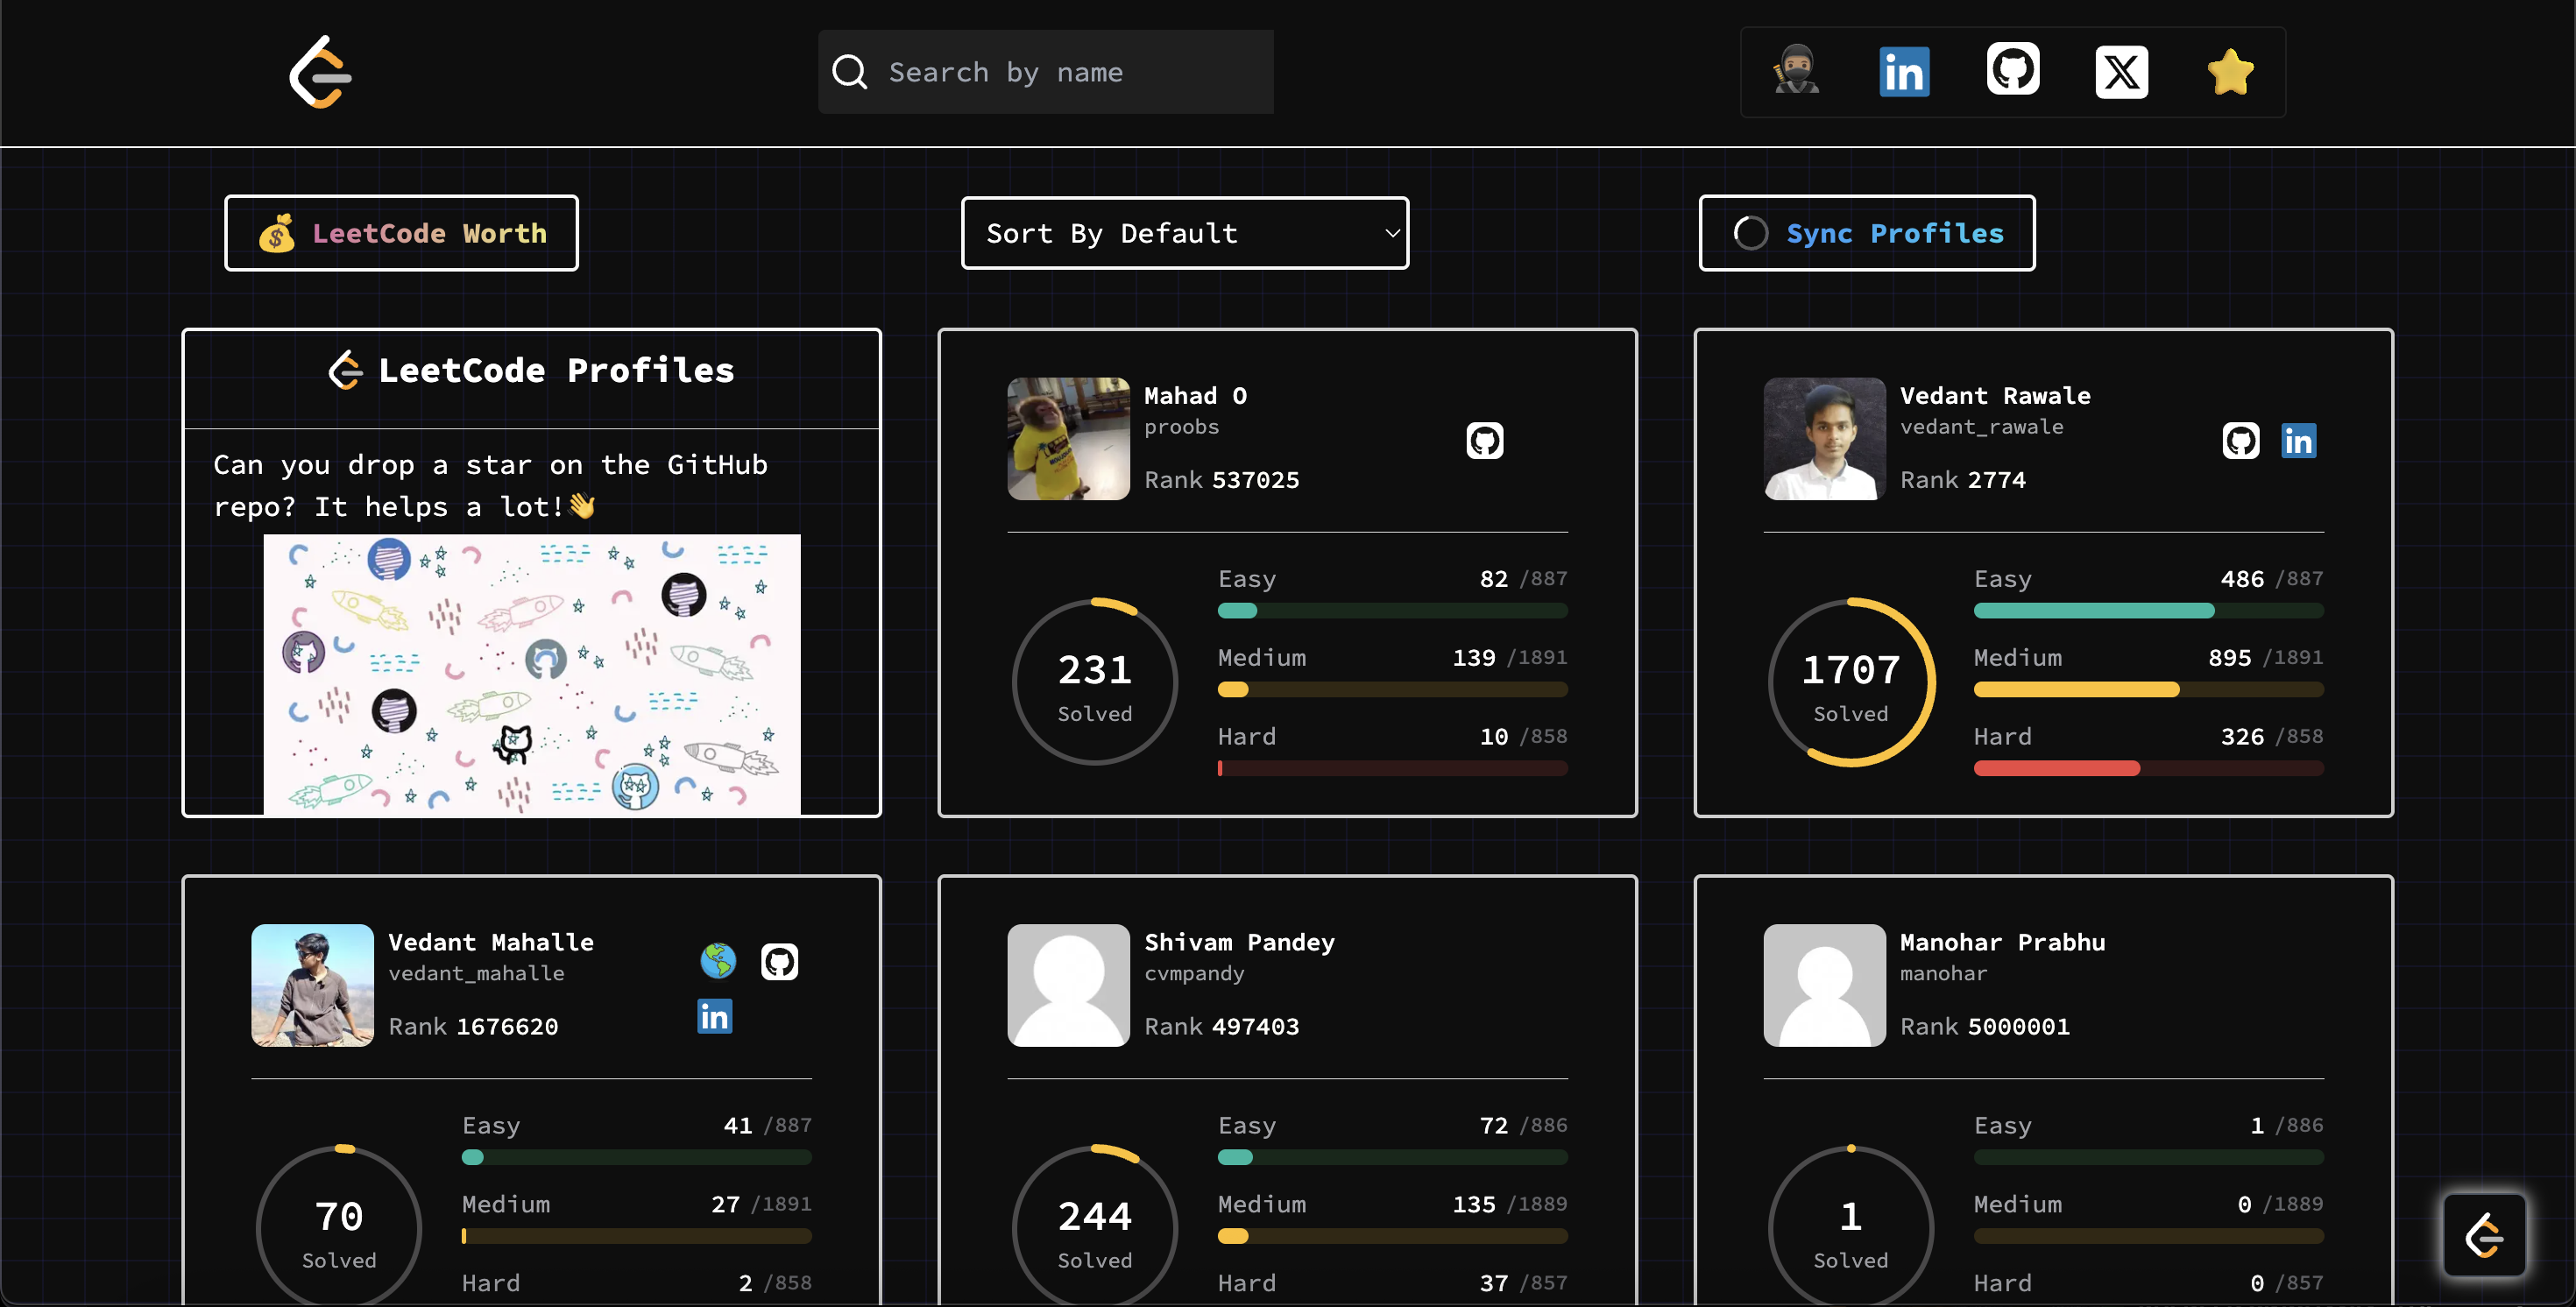 Search by name
LeetCode Worth
Sort By Default
Sync Profiles
LeetCode Profiles
Can you drop a star on the GitHub
repo? It helps a lot!👋
Mahad O
proobs
Rank 537025
231
Solved
Easy 82 /887
Medium 139 /1891
Hard 10 /858
Vedant Rawale
vedant_rawale
Rank 2774
1707
Solved
Easy 486 /887
Medium 895 /1891
Hard 326 /858
Vedant Mahalle
vedant_mahalle
Rank 1676620
70
Solved
Easy 41 /887
Medium 27 /1891
Hard 2 /858
Shivam Pandey
cvmpandy
Rank 497403
244
Solved
Easy 72 /886
Medium 135 /1889
Hard 37 /857
Manohar Prabhu
manohar
Rank 5000001
1
Solved
Easy 1 /886
Medium 0 /1889
Hard 0 /857